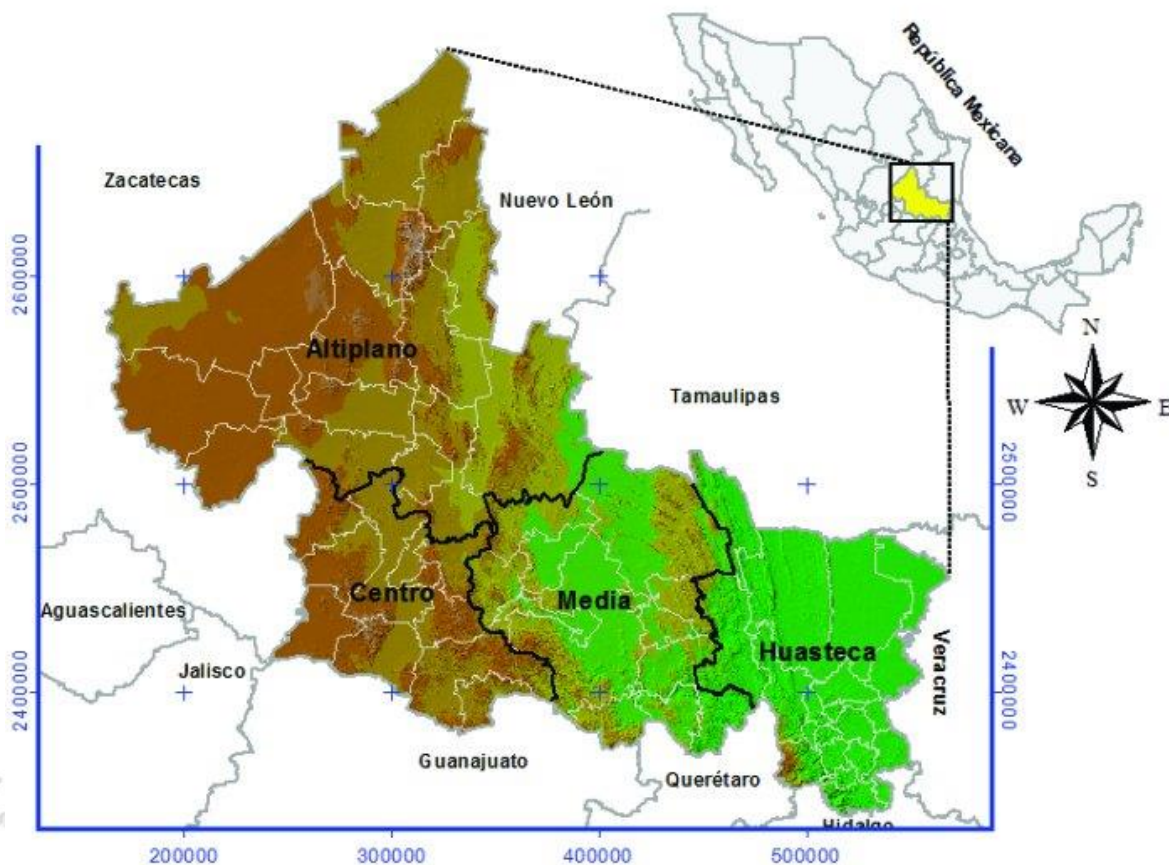 República Mexicana
Zacatecas
Nuevo León
2600000
Altiplano
Tamaulipas
N
W
E
S
2500000
Centro
Media
Huasteca
Aguascalientes
Jalisco
Veracruz
2400000
2400000
Guanajuato
Querétaro
Hidalgo
200000
300000
400000
500000